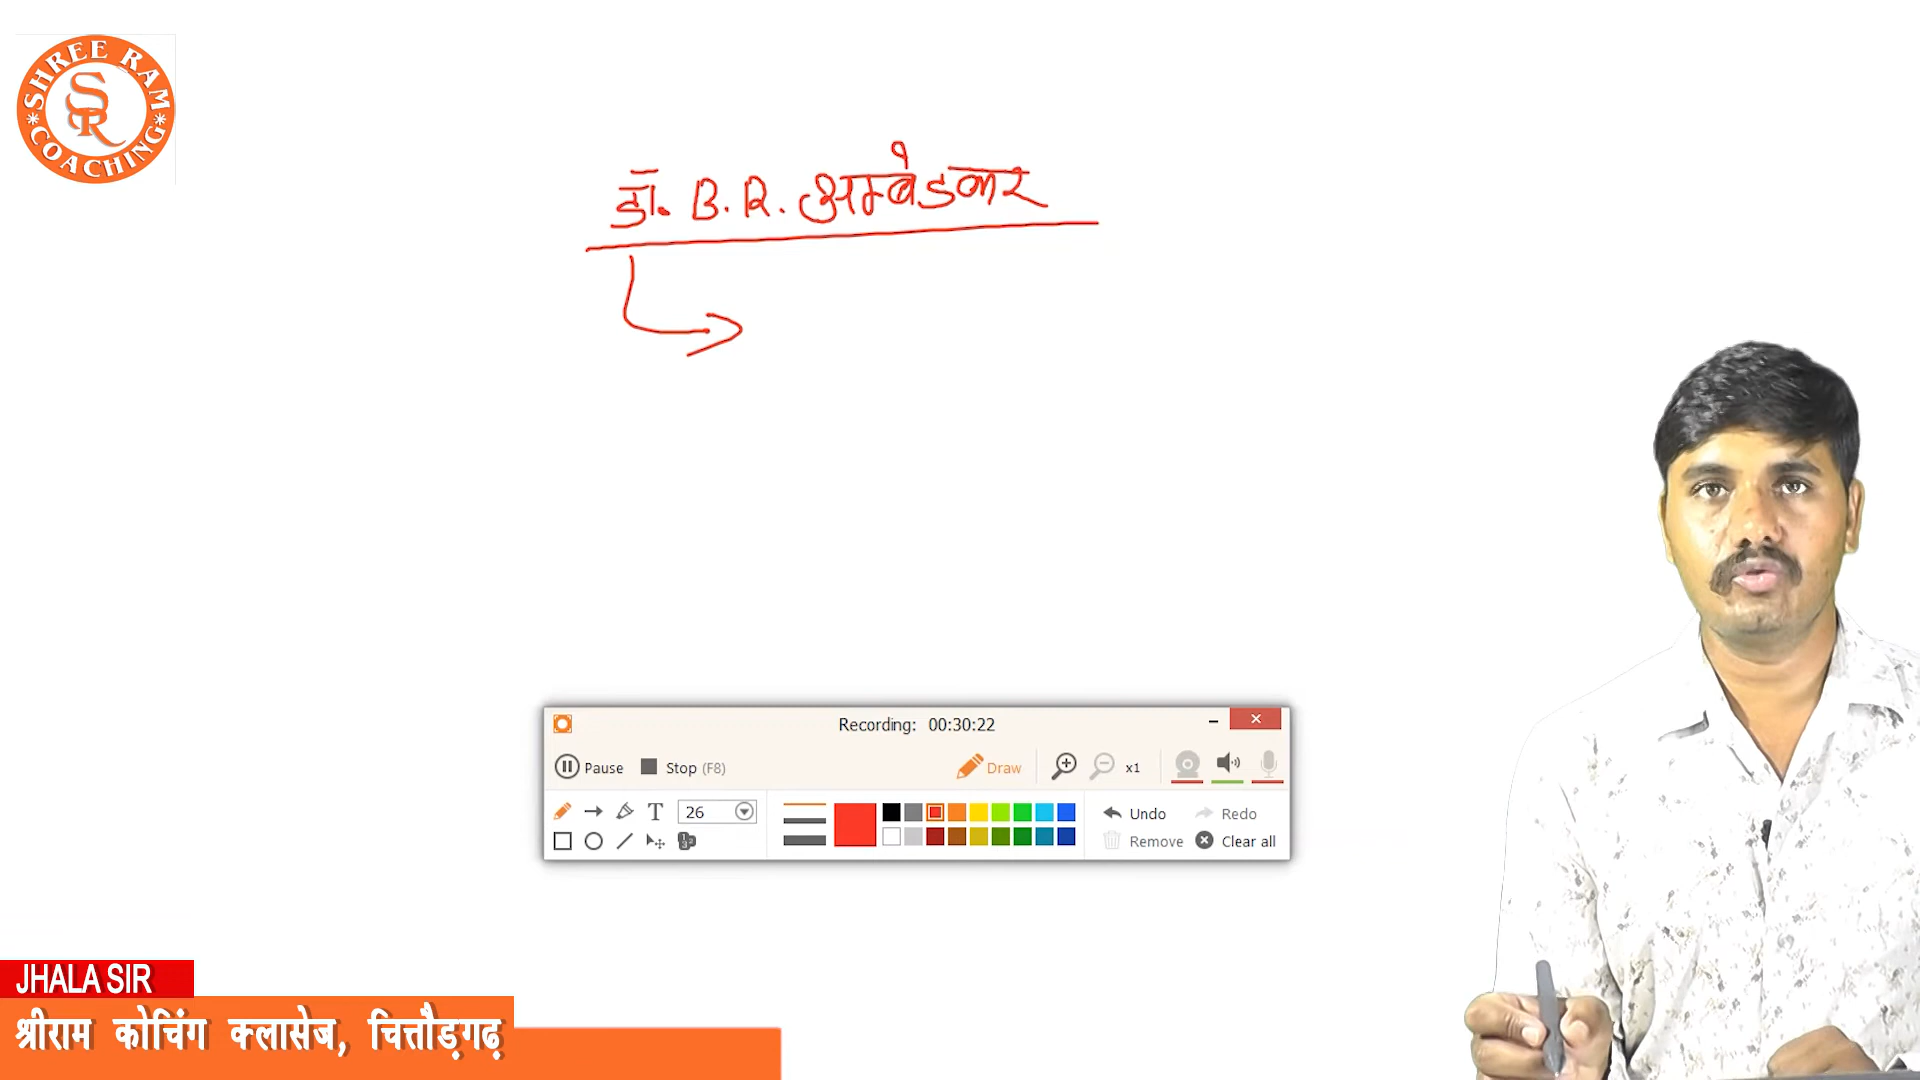 SHREE RAM
SR
COACHING
डॉ. B. R. अम्बेडकर
Recording: 00:30:22
Pause Stop (F8) Draw x1
T 26 Undo Redo
Remove Clear all
JHALA SIR
श्रीराम कोचिंग क्लासेज, चित्तौड़गढ़